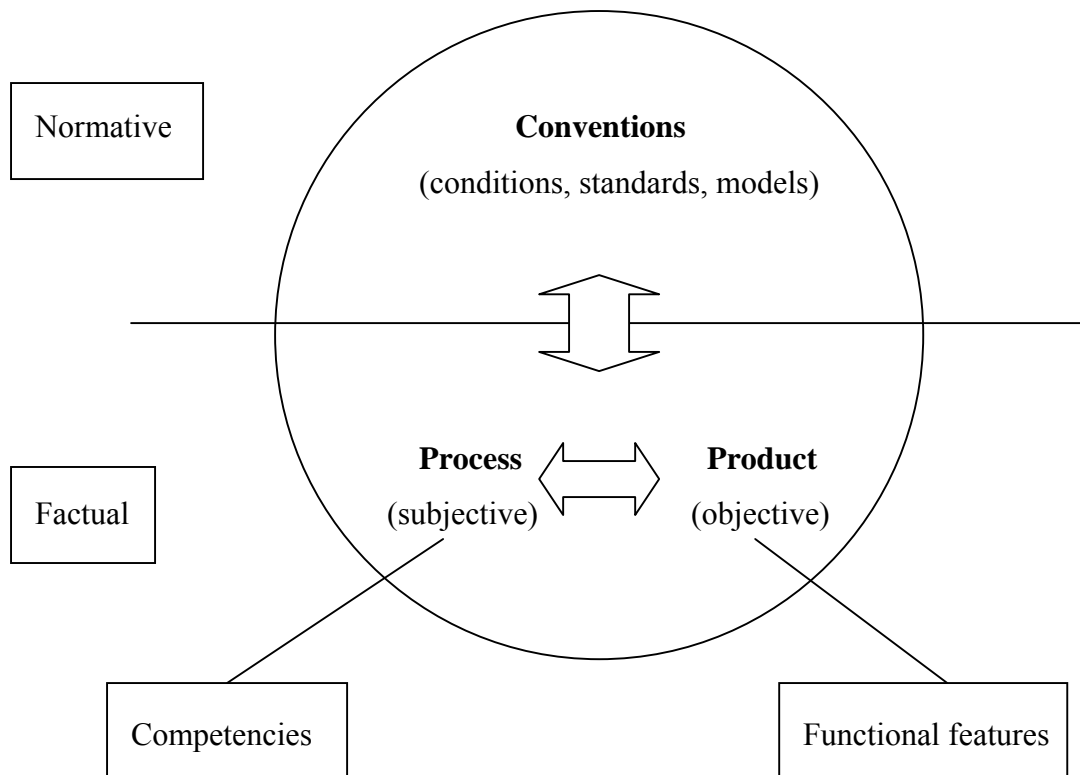 Normative
Conventions
(conditions, standards, models)
Factual
Process
(subjective)
Product
(objective)
Competencies
Functional features